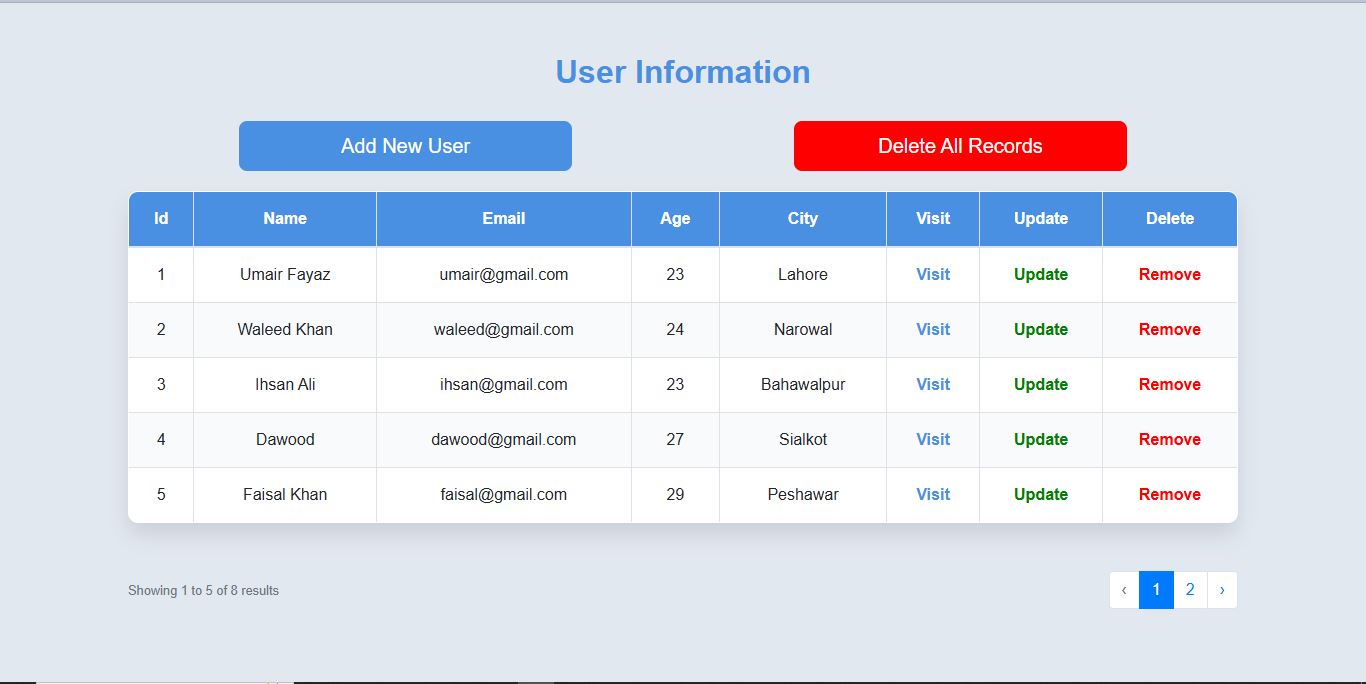 User Information
Add New User Delete All Records
Id Name Email Age City Visit Update Delete
1 Umair Fayaz umair@gmail.com 23 Lahore Visit Update Remove
2 Waleed Khan waleed@gmail.com 24 Narowal Visit Update Remove
3 Ihsan Ali ihsan@gmail.com 23 Bahawalpur Visit Update Remove
4 Dawood dawood@gmail.com 27 Sialkot Visit Update Remove
5 Faisal Khan faisal@gmail.com 29 Peshawar Visit Update Remove
Showing 1 to 5 of 8 results ‹ 1 2 ›